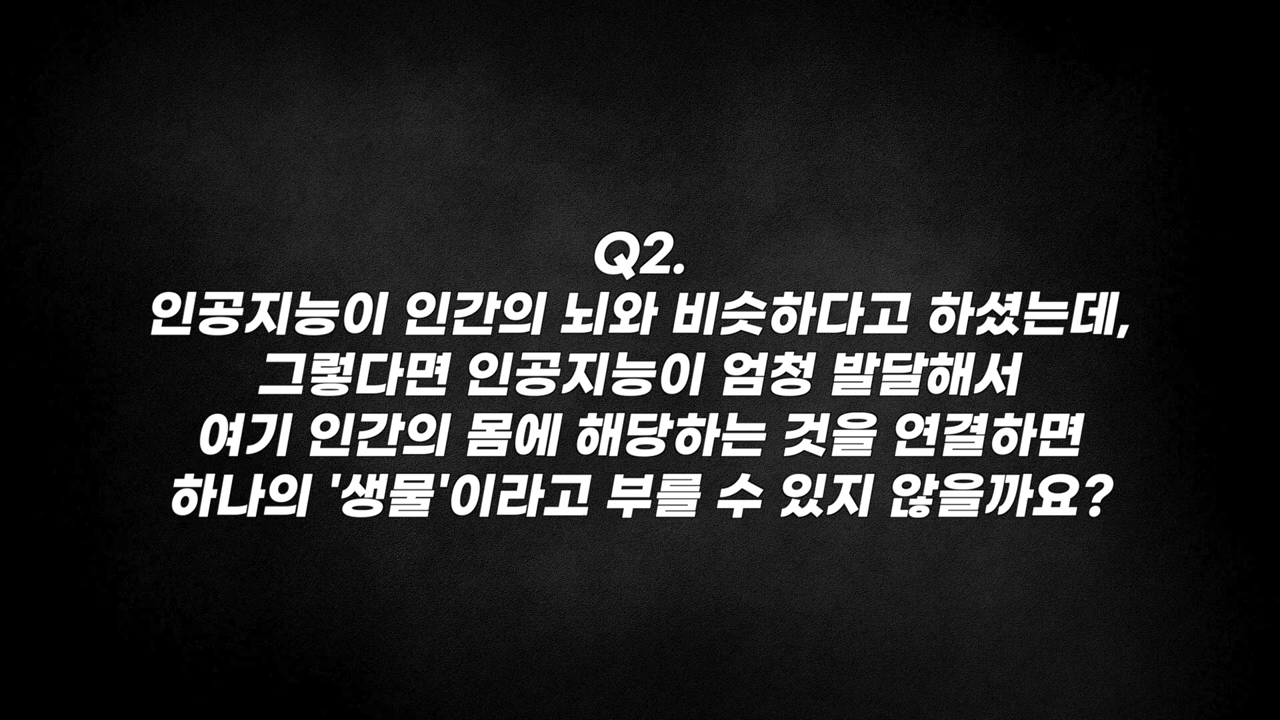 Q2.
인공지능이 인간의 뇌와 비슷하다고 하셨는데,
그렇다면 인공지능이 엄청 발달해서
여기 인간의 몸에 해당하는 것을 연결하면
하나의 '생물'이라고 부를 수 있지 않을까요?